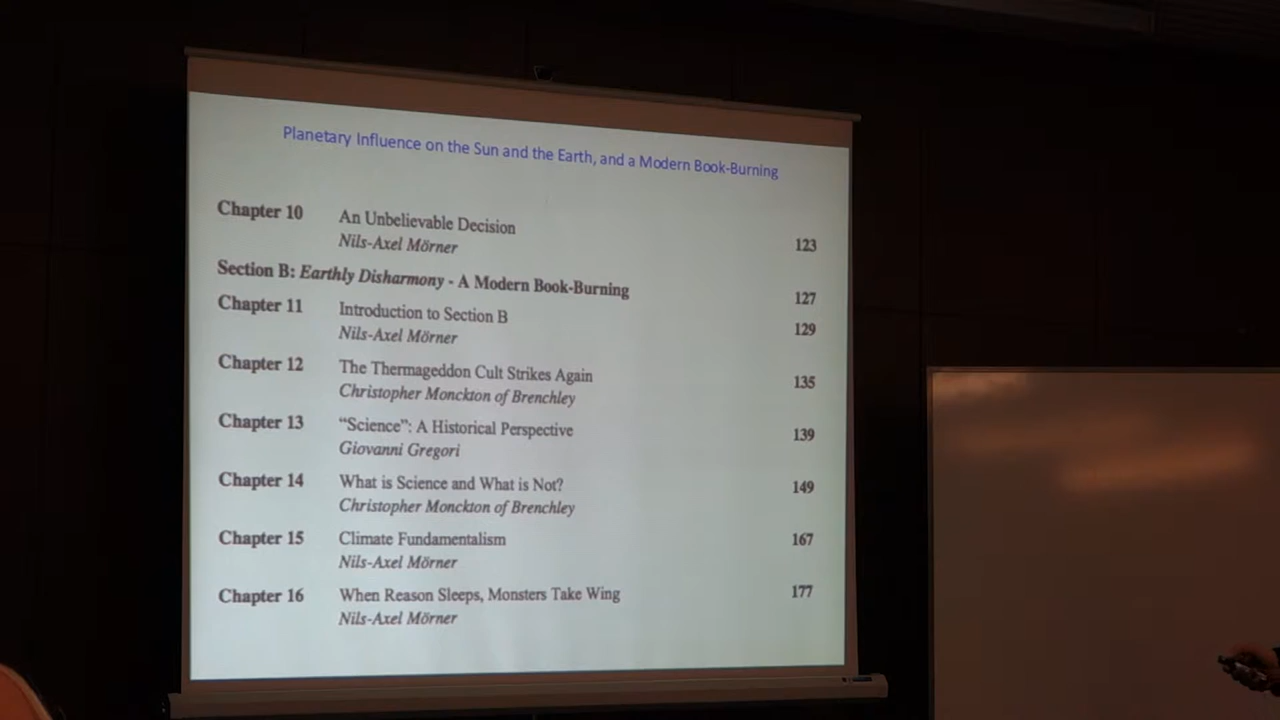 Planetary Influence on the Sun and the Earth, and a Modern Book-Burning
Chapter 10 An Unbelievable Decision 123
Nils-Axel Mörner
Section B: Earthly Disharmony - A Modern Book-Burning 127
Chapter 11 Introduction to Section B 129
Nils-Axel Mörner
Chapter 12 The Thermageddon Cult Strikes Again 135
Christopher Monckton of Brenchley
Chapter 13 “Science”: A Historical Perspective 139
Giovanni Gregori
Chapter 14 What is Science and What is Not? 149
Christopher Monckton of Brenchley
Chapter 15 Climate Fundamentalism 167
Nils-Axel Mörner
Chapter 16 When Reason Sleeps, Monsters Take Wing 177
Nils-Axel Mörner